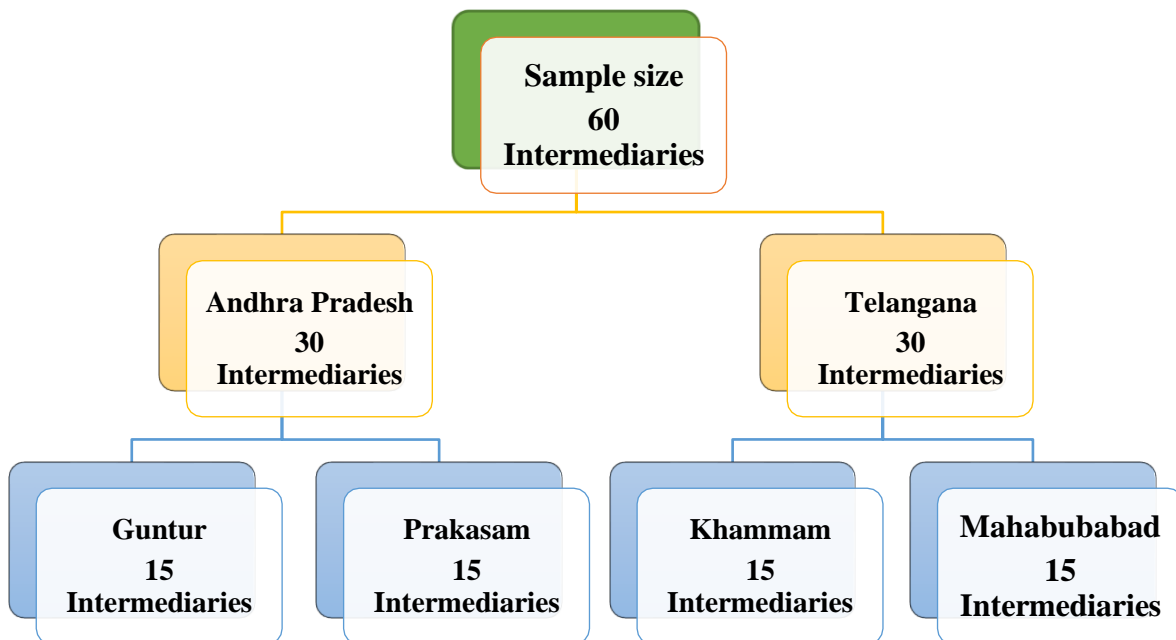 Sample size
60
Intermediaries
Andhra Pradesh
30
Intermediaries
Telangana
30
Intermediaries
Guntur
15
Intermediaries
Prakasam
15
Intermediaries
Khammam
15
Intermediaries
Mahabubabad
15
Intermediaries